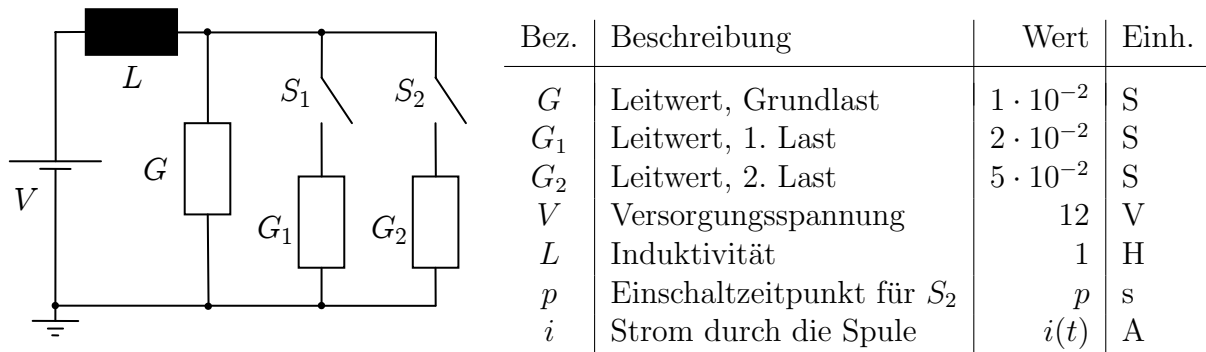 L
S₁
S₂
V
G
G₁
G₂
Bez. Beschreibung Wert Einh.
G Leitwert, Grundlast 1 · 10⁻² S
G₁ Leitwert, 1. Last 2 · 10⁻² S
G₂ Leitwert, 2. Last 5 · 10⁻² S
V Versorgungsspannung 12 V
L Induktivität 1 H
p Einschaltzeitpunkt für S₂ p s
i Strom durch die Spule i(t) A